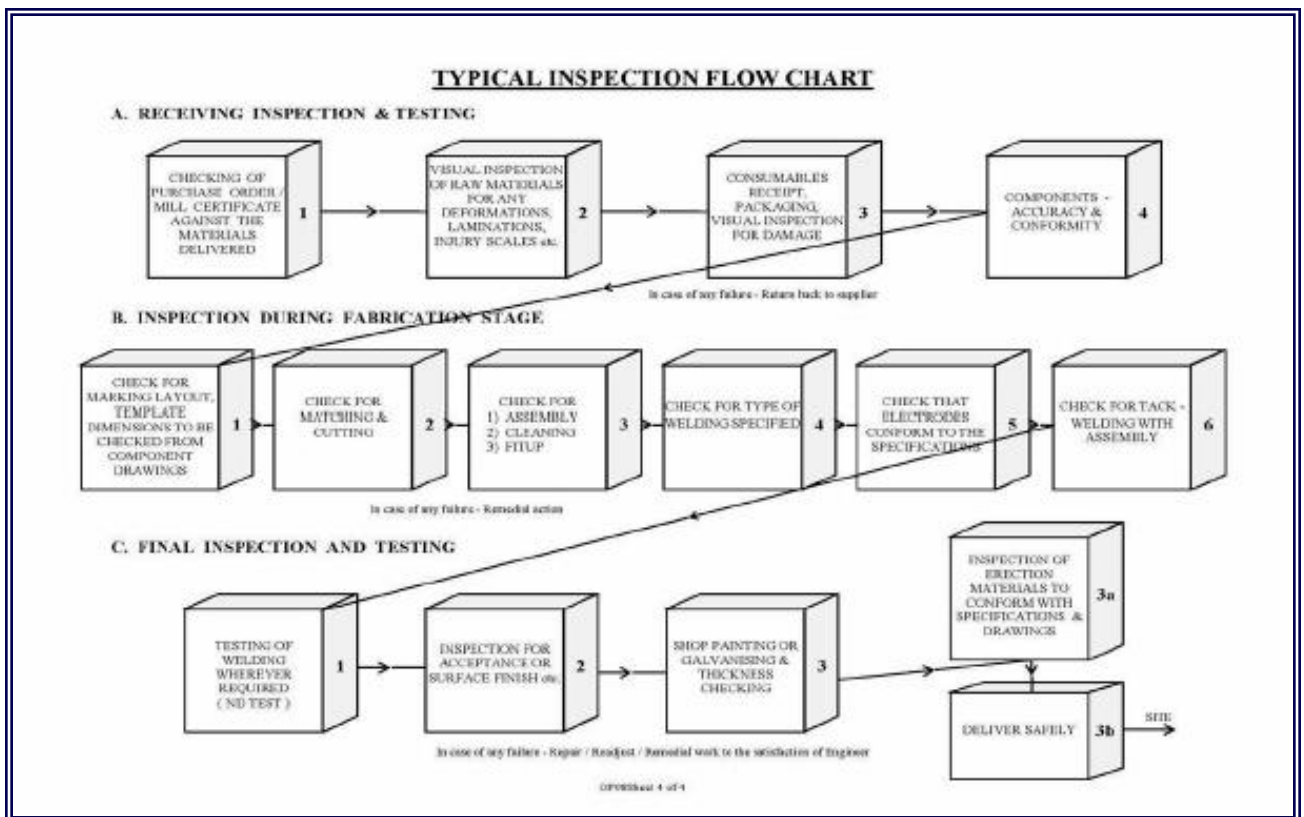 TYPICAL INSPECTION FLOW CHART
A. RECEIVING INSPECTION & TESTING
CHECKING OF
PURCHASE ORDER /
MILL CERTIFICATE
AGAINST THE
MATERIALS
DELIVERED
1
VISUAL INSPECTION
OF RAW MATERIALS
FOR ANY
DEFORMATIONS,
LAMINATIONS,
INJURY SCALES etc.
2
CONSUMABLES
RECEIPT,
PACKAGING,
VISUAL INSPECTION
FOR DAMAGE
3
COMPONENTS -
ACCURACY &
CONFORMITY
4
In case of any failure - Return back to supplier
B. INSPECTION DURING FABRICATION STAGE
CHECK FOR
MARKING LAYOUT,
TEMPLATE
DIMENSIONS TO BE
CHECKED FROM
COMPONENT
DRAWINGS
1
CHECK FOR
MATCHING &
CUTTING
2
CHECK FOR
1) ASSEMBLY
2) CLEANING
3) FITUP
3
CHECK FOR TYPE OF
WELDING SPECIFIED
4
CHECK THAT
ELECTRODES
CONFORM TO THE
SPECIFICATIONS
5
CHECK FOR TACK -
WELDING WITH
ASSEMBLY
6
In case of any failure - Remedial action
C. FINAL INSPECTION AND TESTING
TESTING OF
WELDING
WHEREVER
REQUIRED
( ND TEST )
1
INSPECTION FOR
ACCEPTANCE OR
SURFACE FINISH etc.
2
SHOP PAINTING OR
GALVANISING &
THICKNESS
CHECKING
3
INSPECTION OF
ERECTION
MATERIALS TO
CONFORM WITH
SPECIFICATIONS &
DRAWINGS
3a
DELIVER SAFELY
3b
SITE
In case of any failure - Repair / Readjust / Remedial work to the satisfaction of Engineer
4 of 4